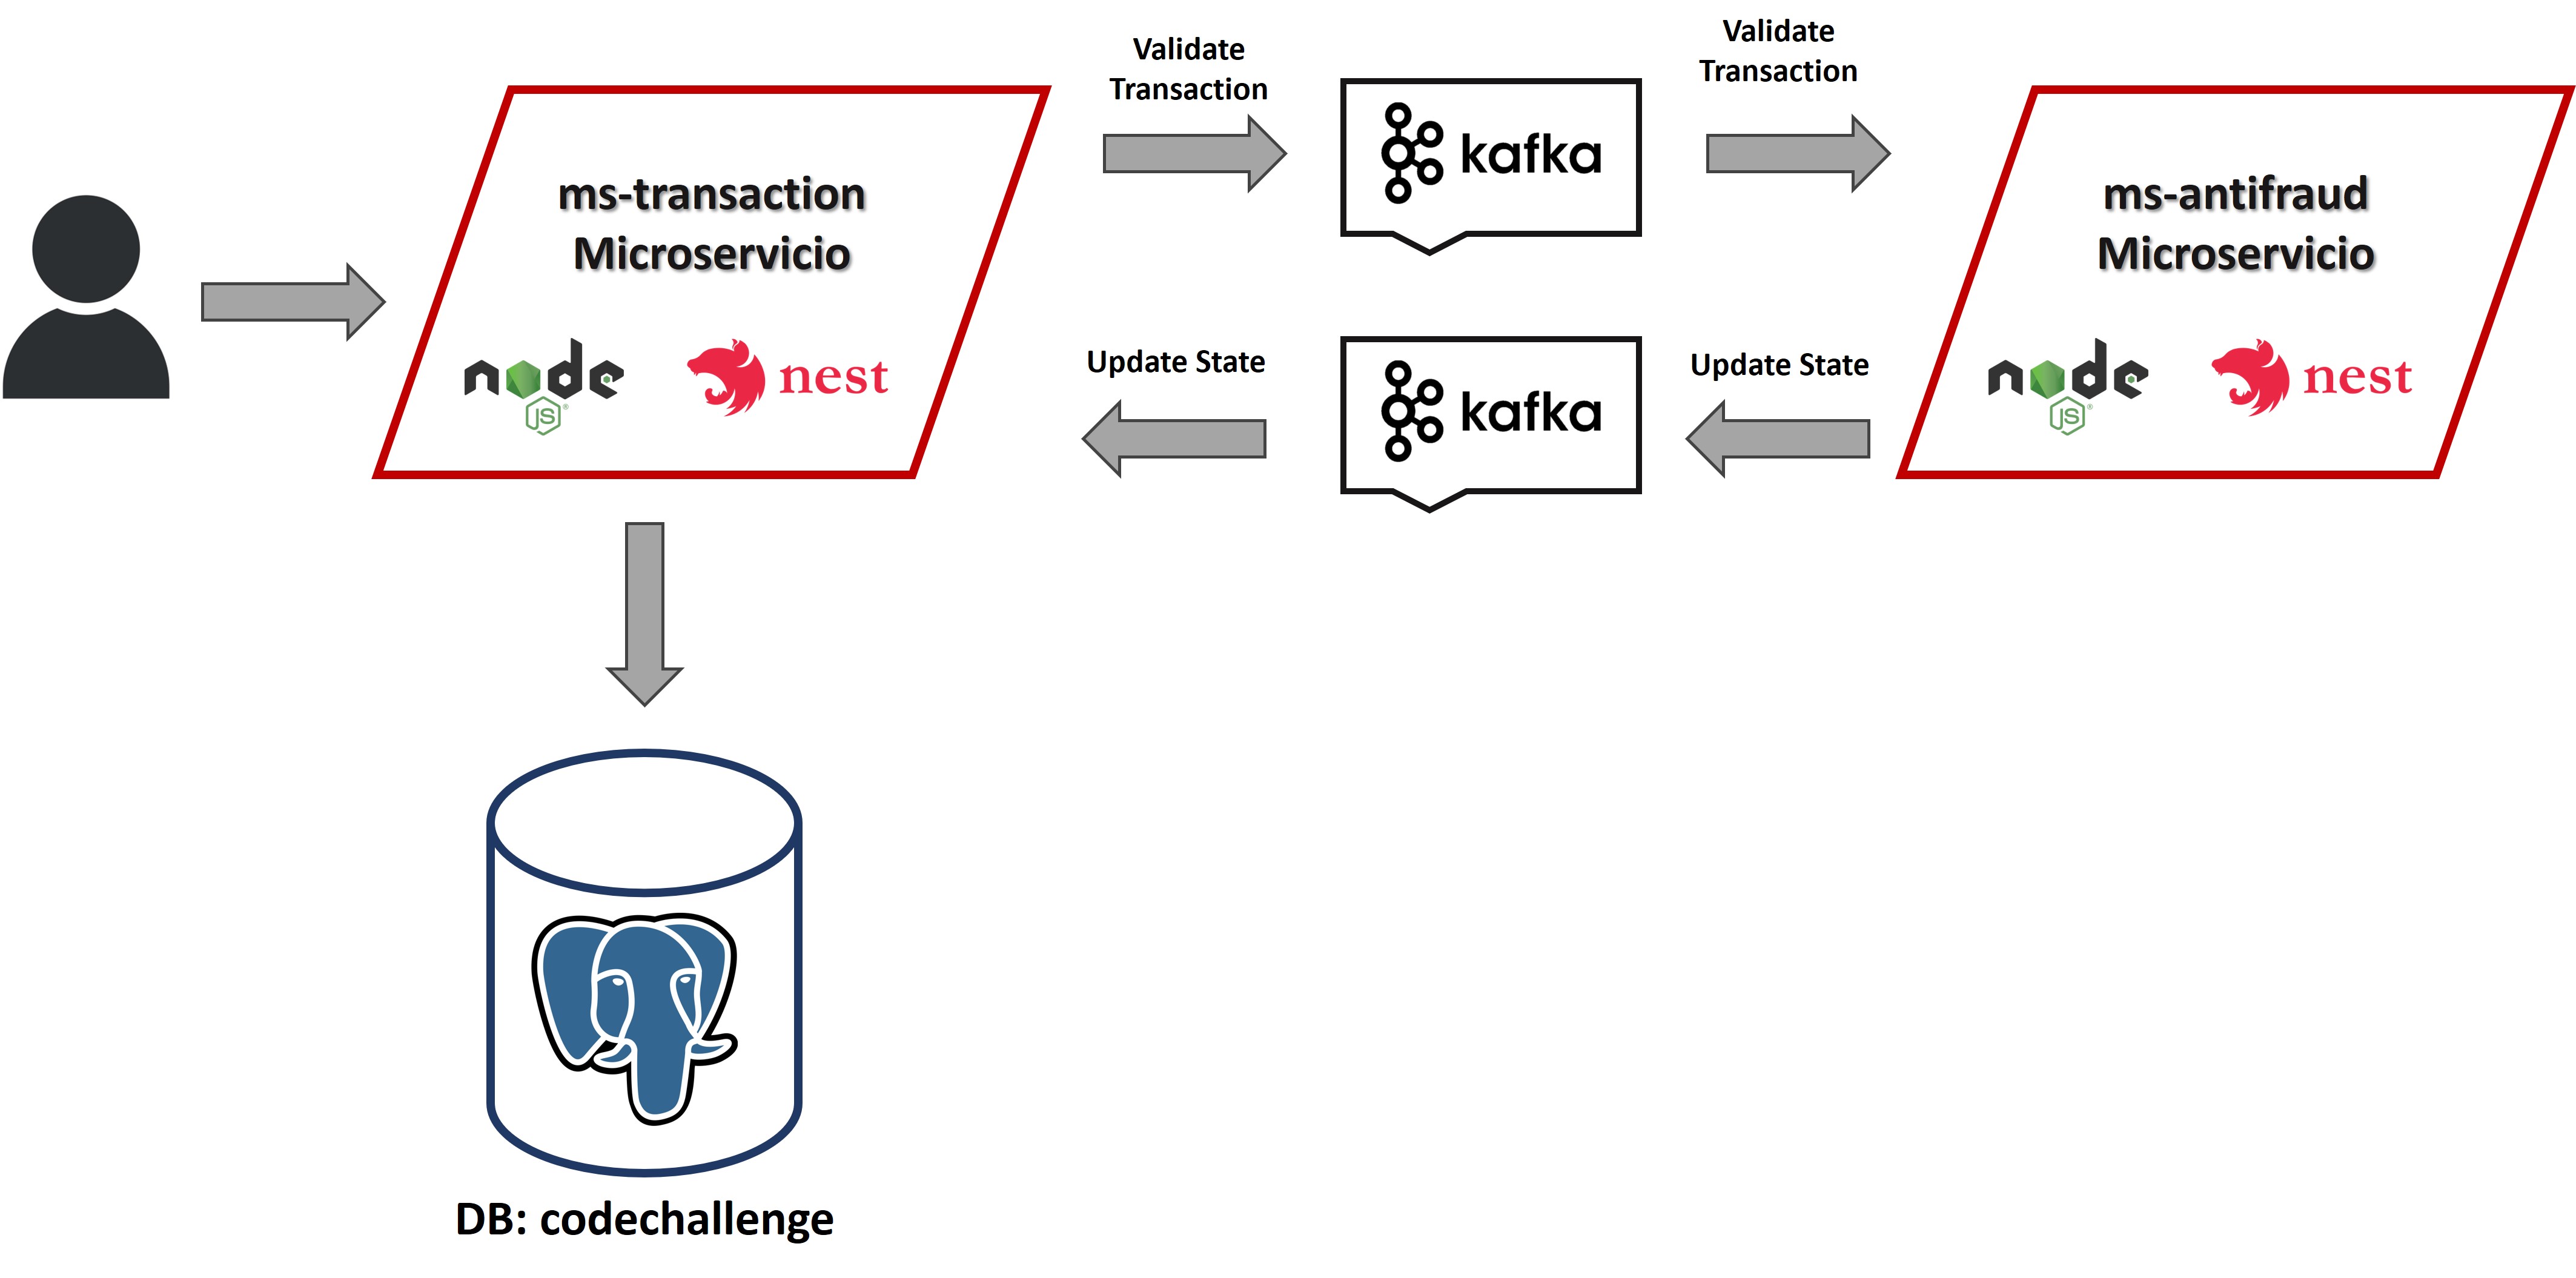 Validate
Transaction
kafka
Validate
Transaction
ms-transaction
Microservicio
node
JS
®
nest
ms-antifraud
Microservicio
node
JS
®
nest
Update State
kafka
Update State
DB: codechallenge